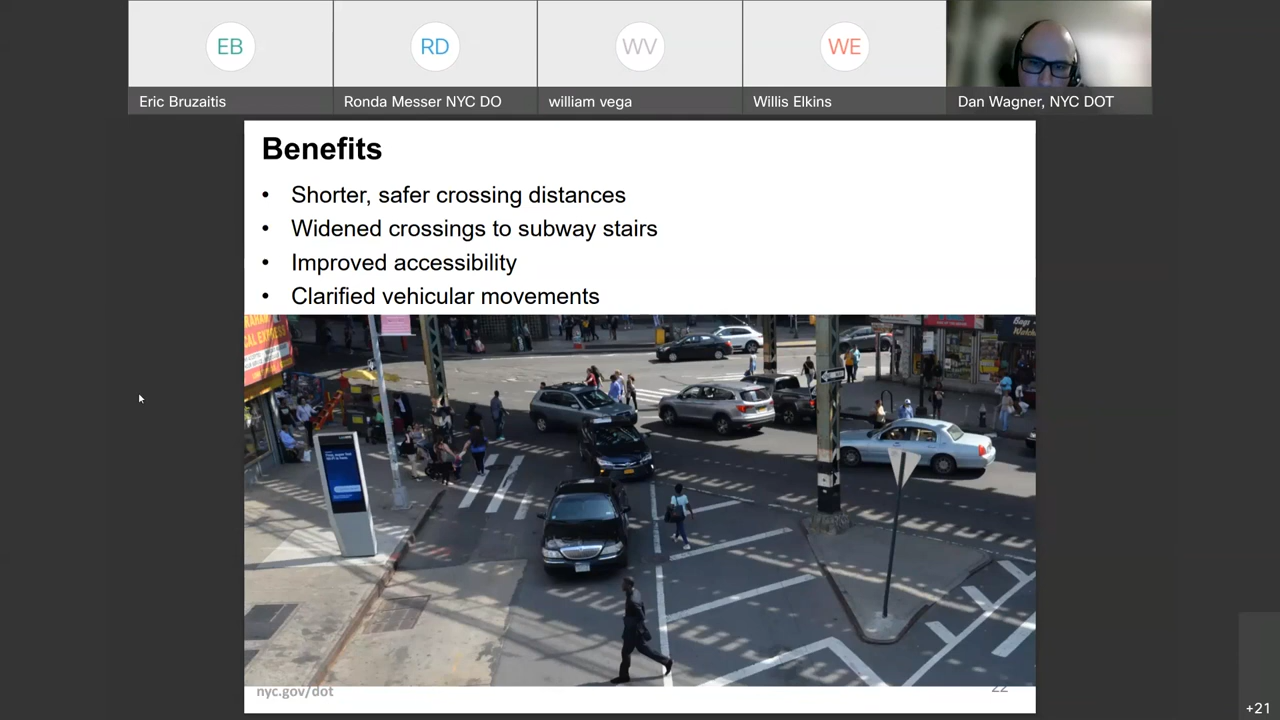 EB
RD
WV
WE
Eric Bruzaitis
Ronda Messer NYC DO
william vega
Willis Elkins
Dan Wagner, NYC DOT
Benefits
• Shorter, safer crossing distances
• Widened crossings to subway stairs
• Improved accessibility
• Clarified vehicular movements
nyc.gov/dot
22
+21